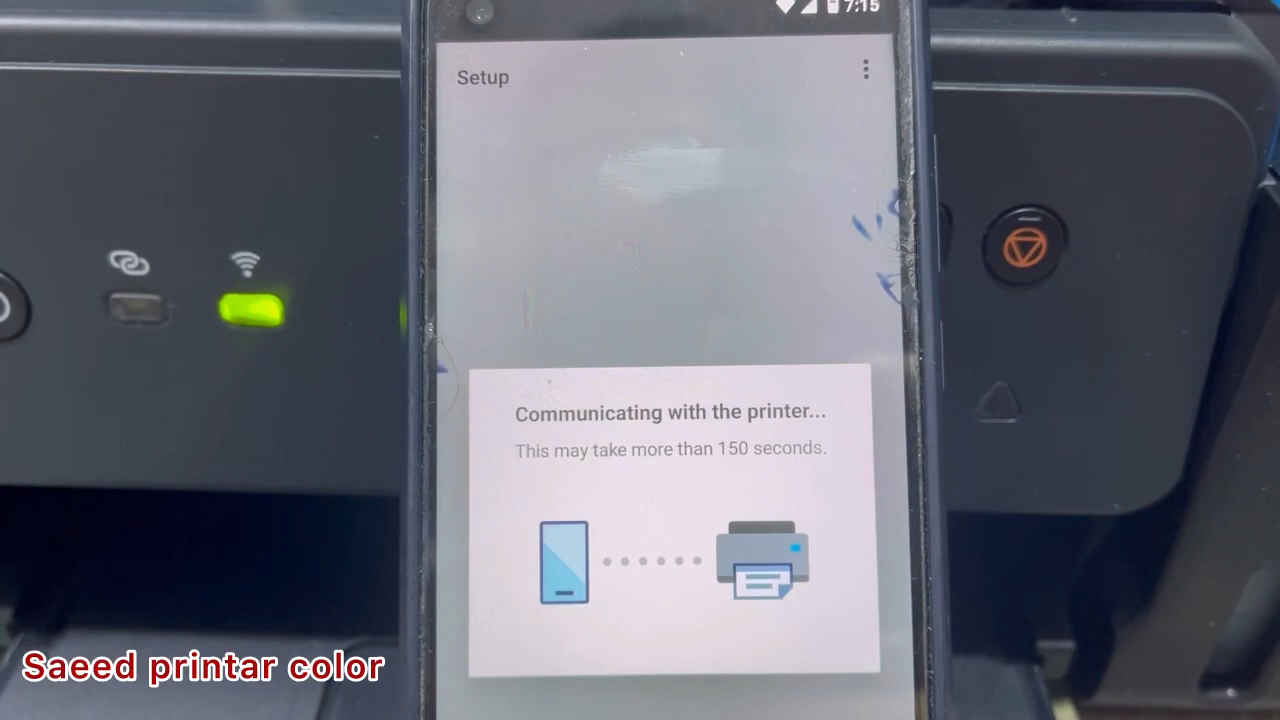 7:15
Setup
Communicating with the printer...
This may take more than 150 seconds.
Saeed printar color